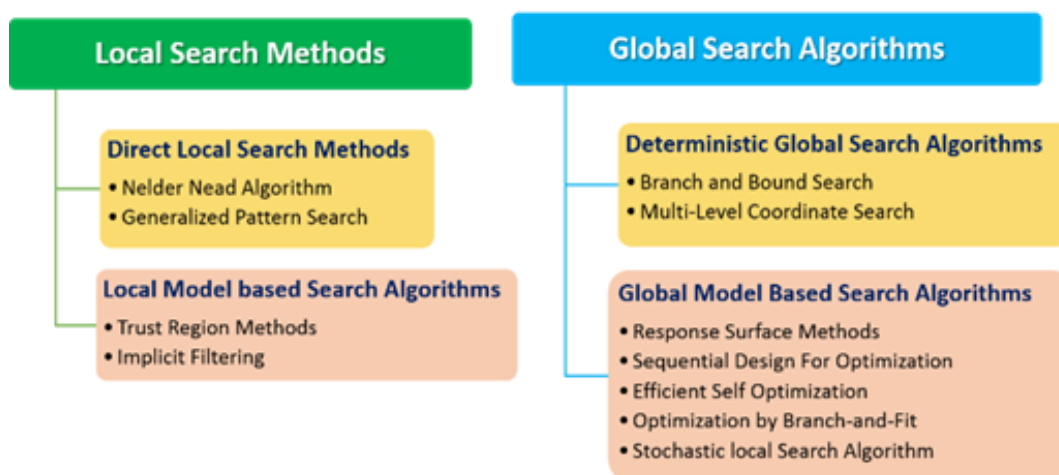 Local Search Methods
Direct Local Search Methods
• Nelder Nead Algorithm
• Generalized Pattern Search
Local Model based Search Algorithms
• Trust Region Methods
• Implicit Filtering
Global Search Algorithms
Deterministic Global Search Algorithms
• Branch and Bound Search
• Multi-Level Coordinate Search
Global Model Based Search Algorithms
• Response Surface Methods
• Sequential Design For Optimization
• Efficient Self Optimization
• Optimization by Branch-and-Fit
• Stochastic local Search Algorithm